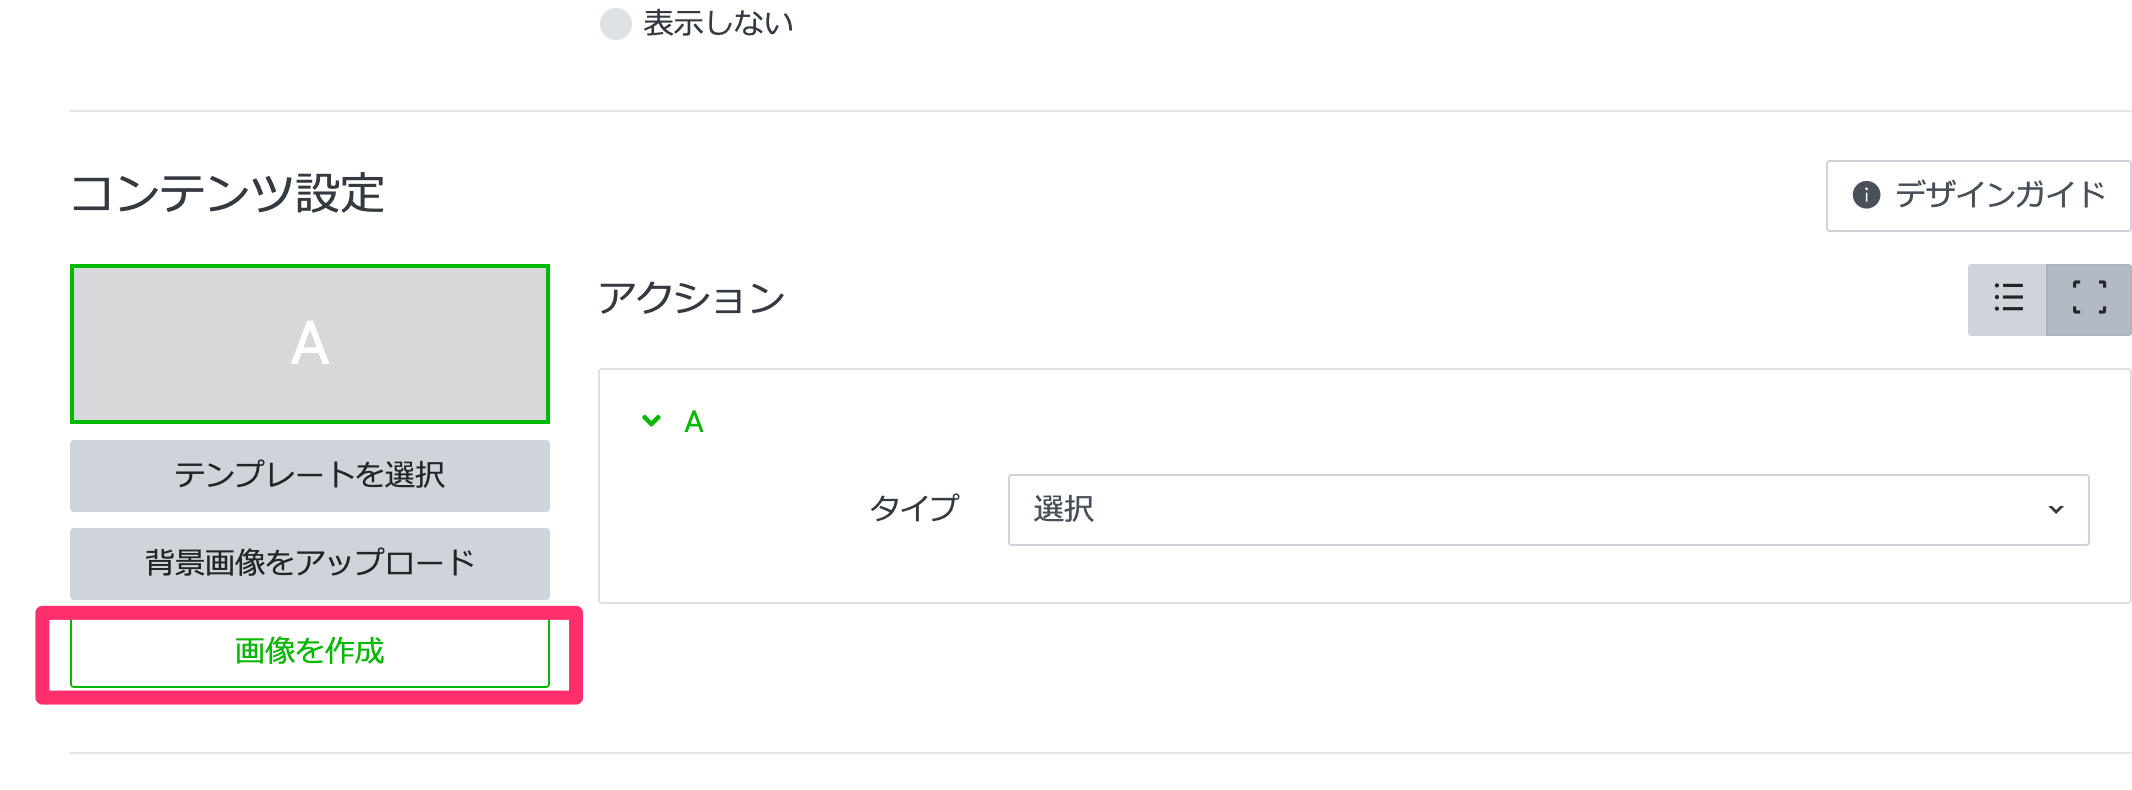 表示しない
コンテンツ設定
デザインガイド
A
テンプレートを選択
背景画像をアップロード
画像を作成
アクション
A
タイプ 選択